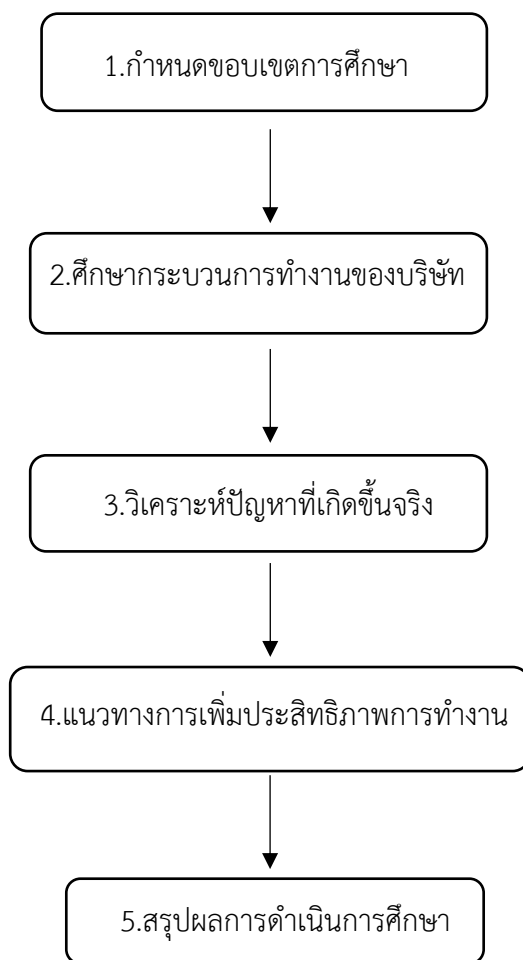 1.กำหนดขอบเขตการศึกษา
2.ศึกษากระบวนการทำงานของบริษัท
3.วิเคราะห์ปัญหาที่เกิดขึ้นจริง
4.แนวทางการเพิ่มประสิทธิภาพการทำงาน
5.สรุปผลการดำเนินการศึกษา